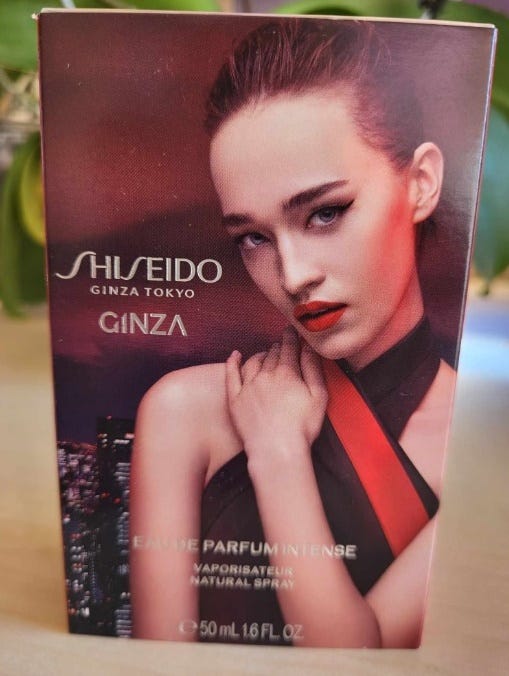 SHISEIDO
GINZA TOKYO
GINZA
EAU DE PARFUM INTENSE
VAPORISATEUR
NATURAL SPRAY
℮ 50 mL 1.6 FL. OZ.